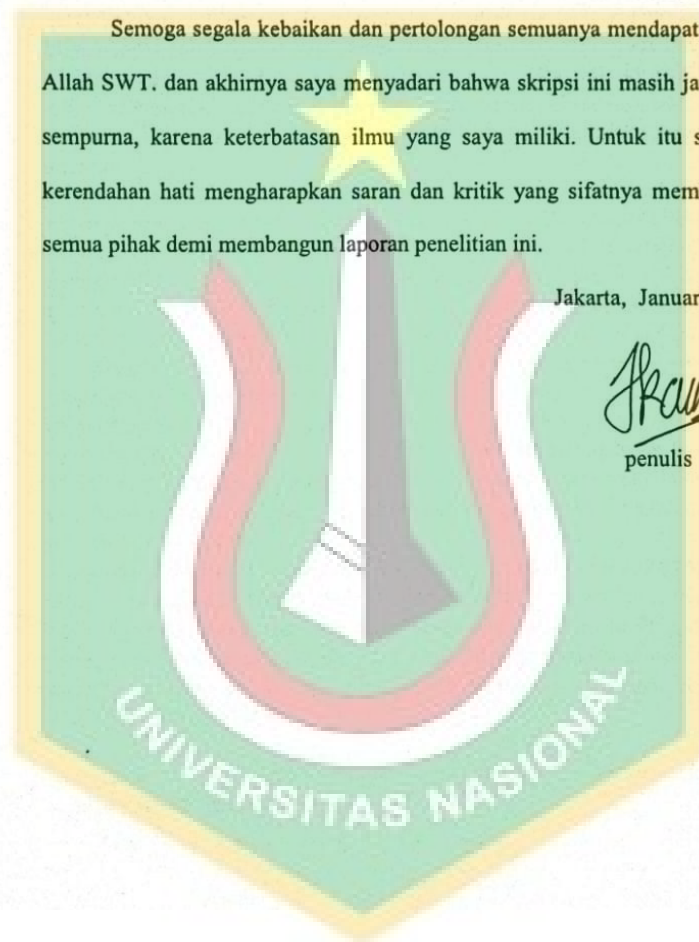 Semoga segala kebaikan dan pertolongan semuanya mendapat
Allah SWT. dan akhirnya saya menyadari bahwa skripsi ini masih ja
sempurna, karena keterbatasan ilmu yang saya miliki. Untuk itu s
kerendahan hati mengharapkan saran dan kritik yang sifatnya mem
semua pihak demi membangun laporan penelitian ini.
Jakarta, Januar
penulis
UNIVERSITAS NASIONAL